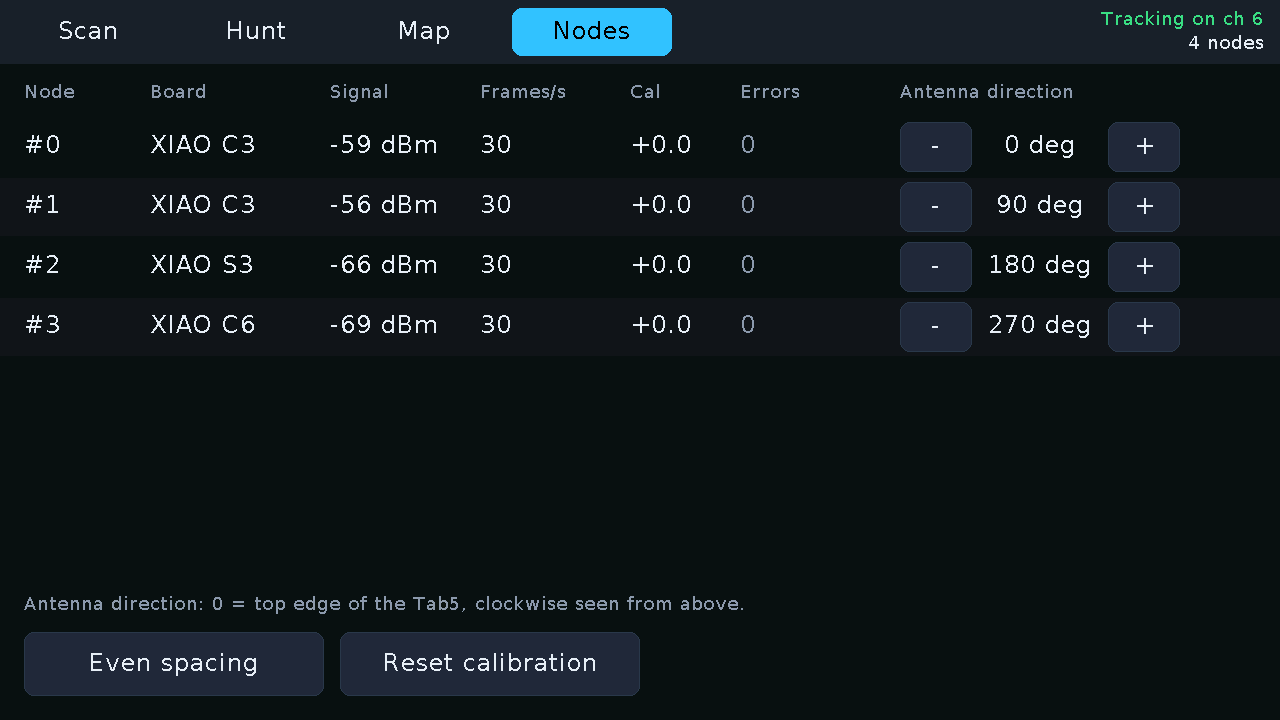 Scan Hunt Map Nodes
Tracking on ch 6
4 nodes
Node Board Signal Frames/s Cal Errors Antenna direction
#0 XIAO C3 -59 dBm 30 +0.0 0 - 0 deg +
#1 XIAO C3 -56 dBm 30 +0.0 0 - 90 deg +
#2 XIAO S3 -66 dBm 30 +0.0 0 - 180 deg +
#3 XIAO C6 -69 dBm 30 +0.0 0 - 270 deg +
Antenna direction: 0 = top edge of the Tab5, clockwise seen from above.
Even spacing Reset calibration